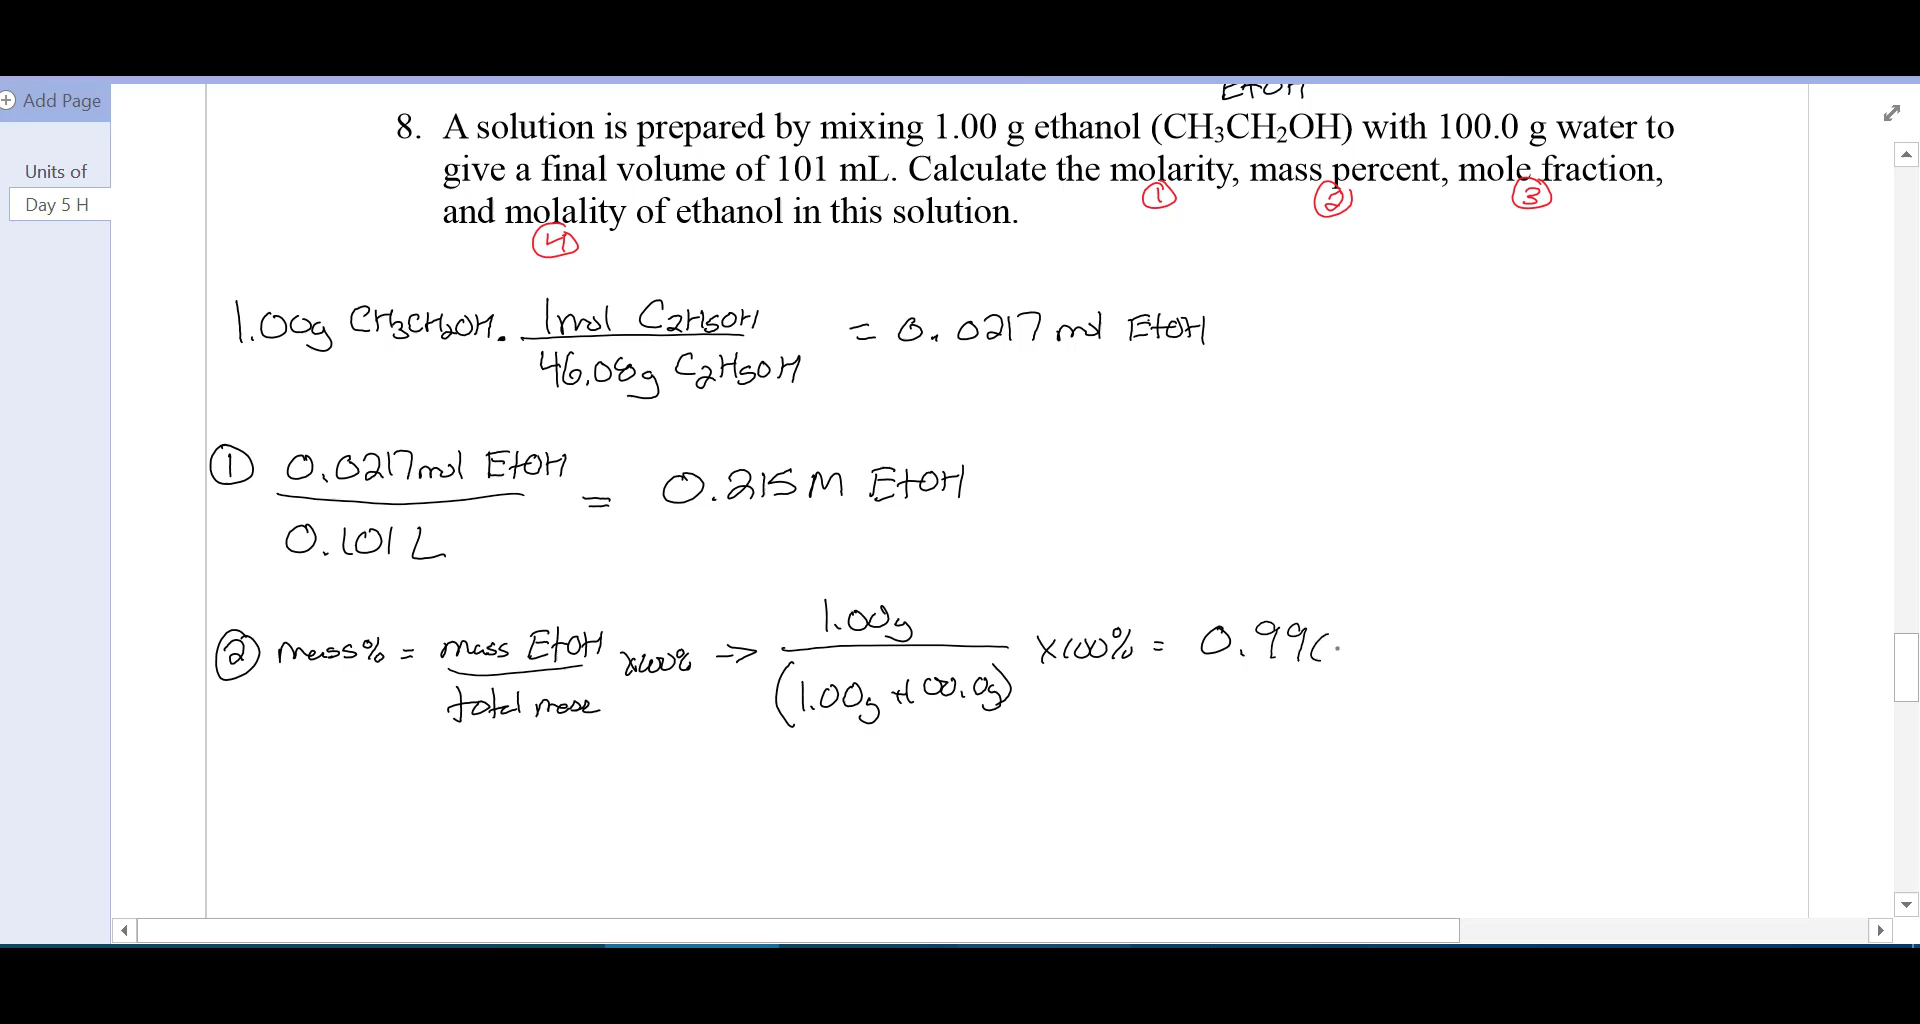 EtOH
Add Page
8. A solution is prepared by mixing 1.00 g ethanol (CH₃CH₂OH) with 100.0 g water to
give a final volume of 101 mL. Calculate the molarity, mass percent, mole fraction,
and molality of ethanol in this solution.
① ② ③
④
Units of
Day 5 H
1.00g CH₃CH₂OH · 1mol C₂H₅OH / 46.08g C₂H₅OH = 0.0217 mol EtOH
① 0.0217mol EtOH / 0.101 L = 0.215 M EtOH
② mass% = mass EtOH / total mass x100% -> 1.00g / (1.00g + 100.0g) x100% = 0.99